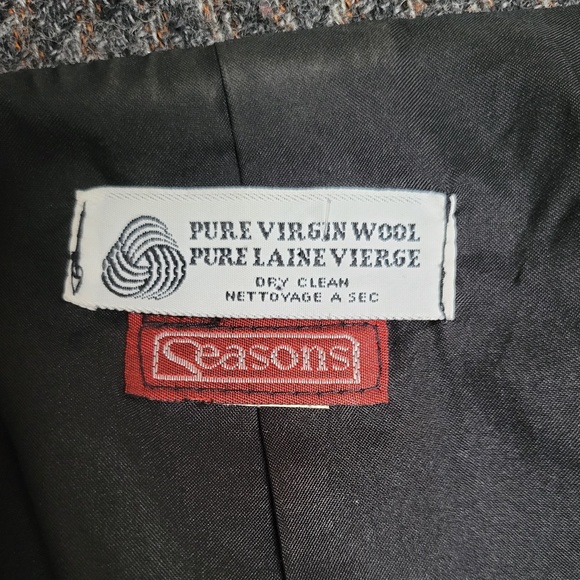 PURE VIRGIN WOOL
PURE LAINE VIERGE
DRY CLEAN
NETTOYAGE A SEC
Seasons